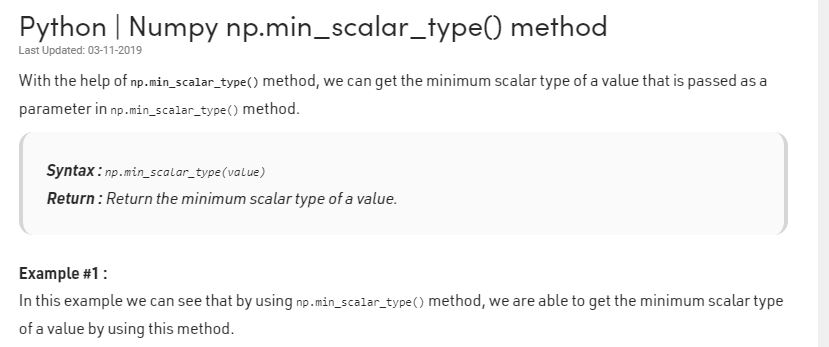 Python | Numpy np.min_scalar_type() method
Last Updated: 03-11-2019
With the help of np.min_scalar_type() method, we can get the minimum scalar type of a value that is passed as a
parameter in np.min_scalar_type() method.
Syntax : np.min_scalar_type(value)
Return : Return the minimum scalar type of a value.
Example #1 :
In this example we can see that by using np.min_scalar_type() method, we are able to get the minimum scalar type
of a value by using this method.